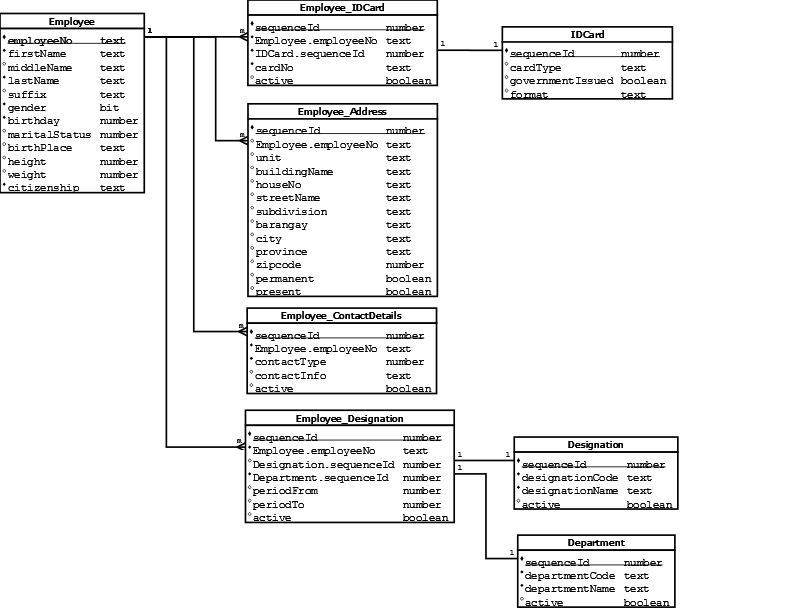 Employee
employeeNo text
firstName text
middleName text
lastName text
suffix text
gender bit
birthday number
maritalStatus number
birthPlace text
height number
weight number
citizenship text
1
m
Employee_IDCard
sequenceId number
Employee.employeeNo text
IDCard.sequenceId number
cardNo text
active boolean
1
1
IDCard
sequenceId number
cardType text
governmentIssued boolean
format text
m
Employee_Address
sequenceId number
Employee.employeeNo text
unit text
buildingName text
houseNo text
streetName text
subdivision text
barangay text
city text
province text
zipcode number
permanent boolean
present boolean
m
Employee_ContactDetails
sequenceId number
Employee.employeeNo text
contactType number
contactInfo text
active boolean
m
Employee_Designation
sequenceId number
Employee.employeeNo text
Designation.sequenceId number
Department.sequenceId number
periodFrom number
periodTo number
active boolean
1
1
1
Designation
sequenceId number
designationCode text
designationName text
active boolean
1
Department
sequenceId number
departmentCode text
departmentName text
active boolean